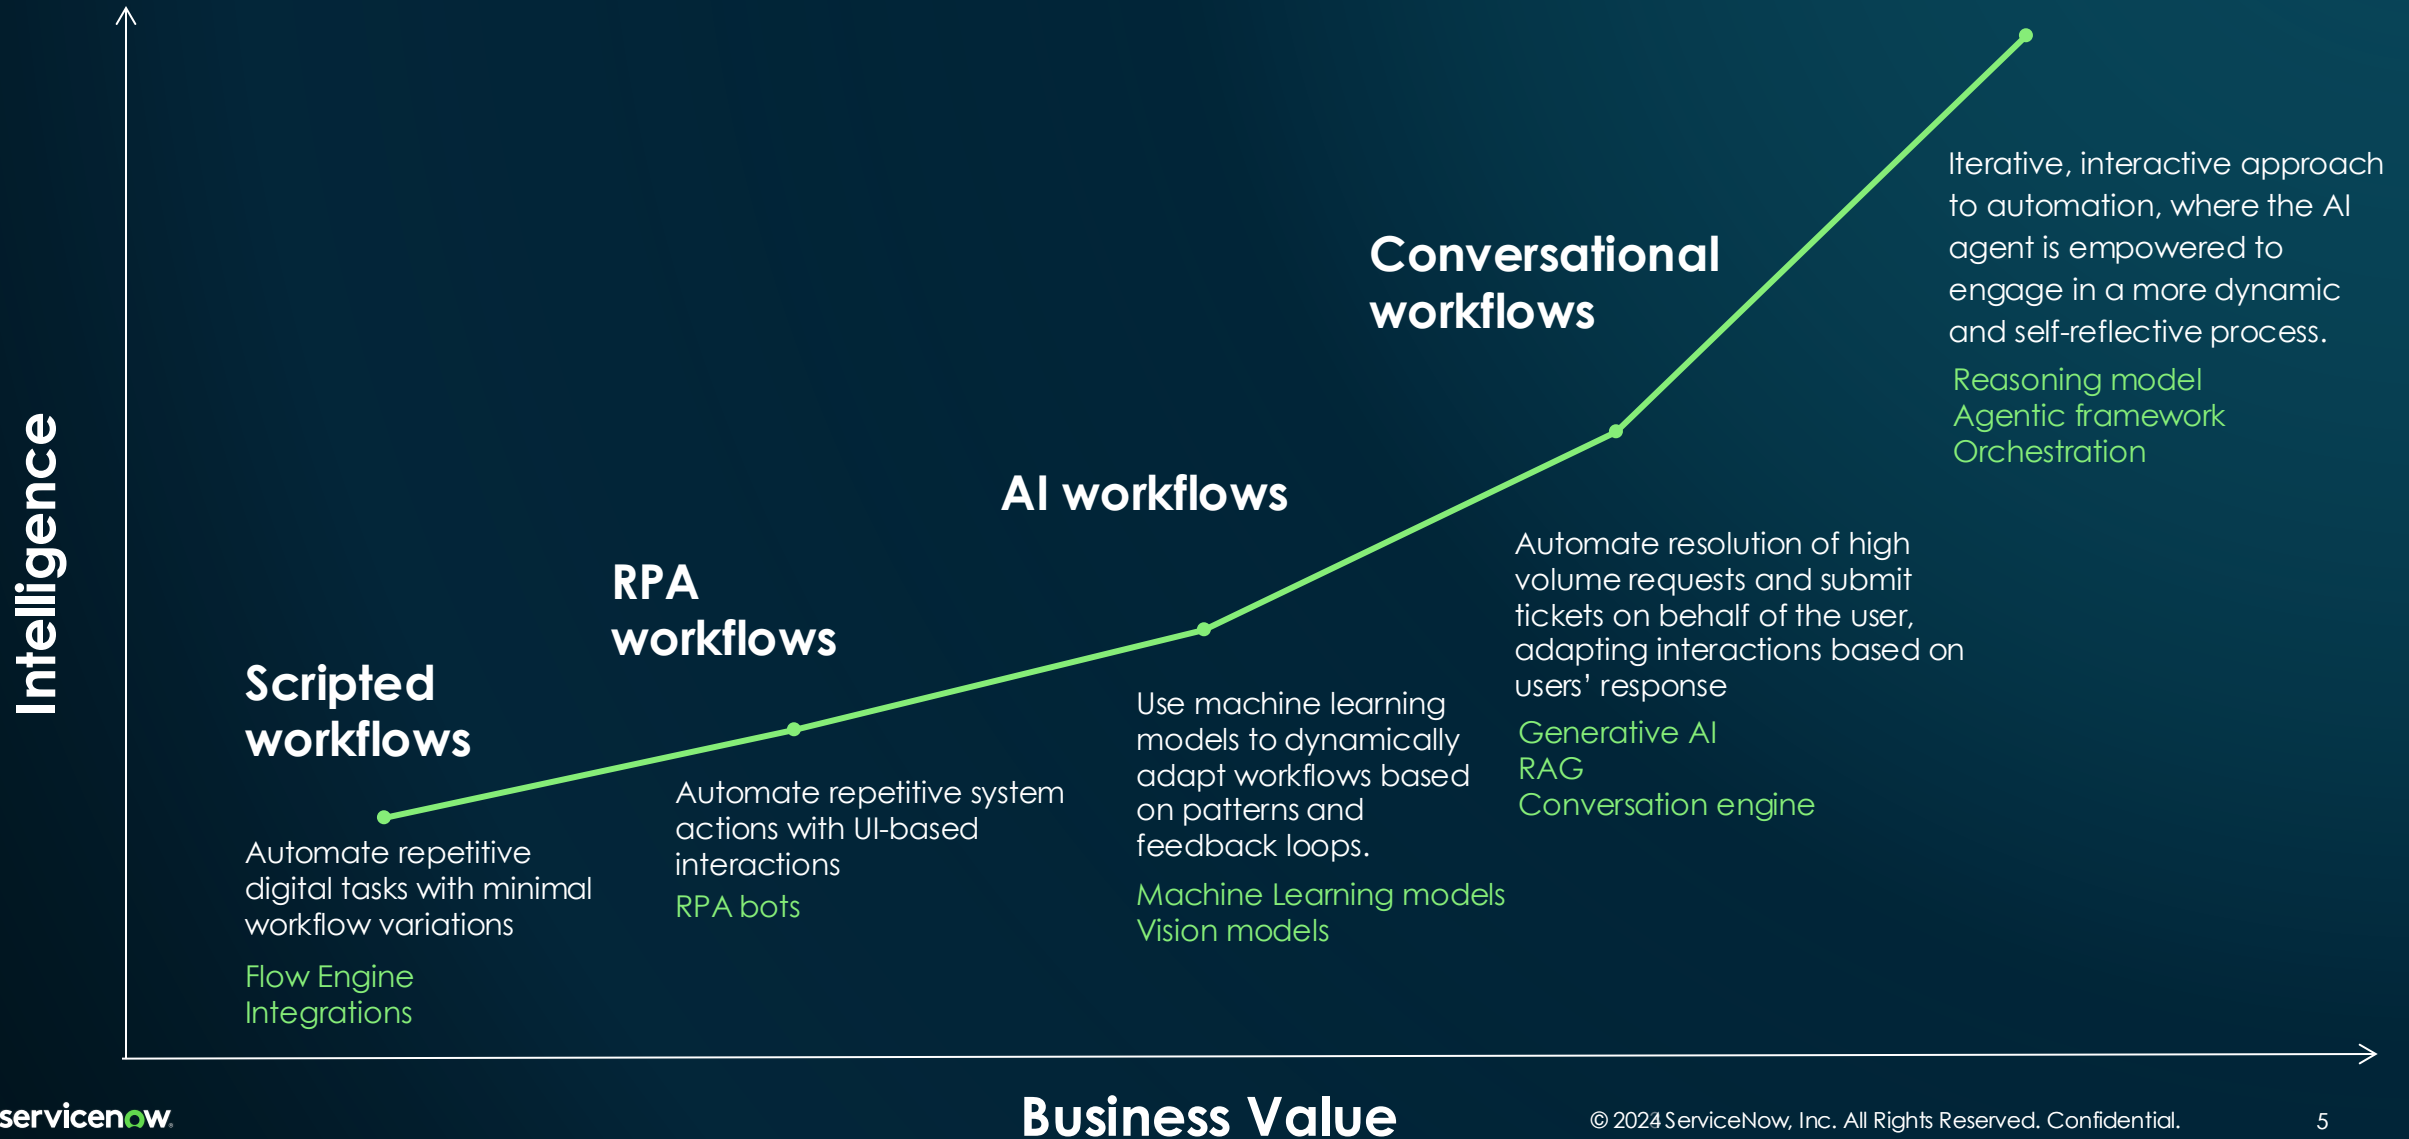 Intelligence
Scripted
workflows
Automate repetitive
digital tasks with minimal
workflow variations
Flow Engine
Integrations
RPA
workflows
Automate repetitive system
actions with UI-based
interactions
RPA bots
AI workflows
Use machine learning
models to dynamically
adapt workflows based
on patterns and
feedback loops.
Machine Learning models
Vision models
Conversational
workflows
Automate resolution of high
volume requests and submit
tickets on behalf of the user,
adapting interactions based on
users’ response
Generative AI
RAG
Conversation engine
Iterative, interactive approach
to automation, where the AI
agent is empowered to
engage in a more dynamic
and self-reflective process.
Reasoning model
Agentic framework
Orchestration
Business Value
servicenow
© ServiceNow, Inc. All Rights Reserved. Confidential.
5